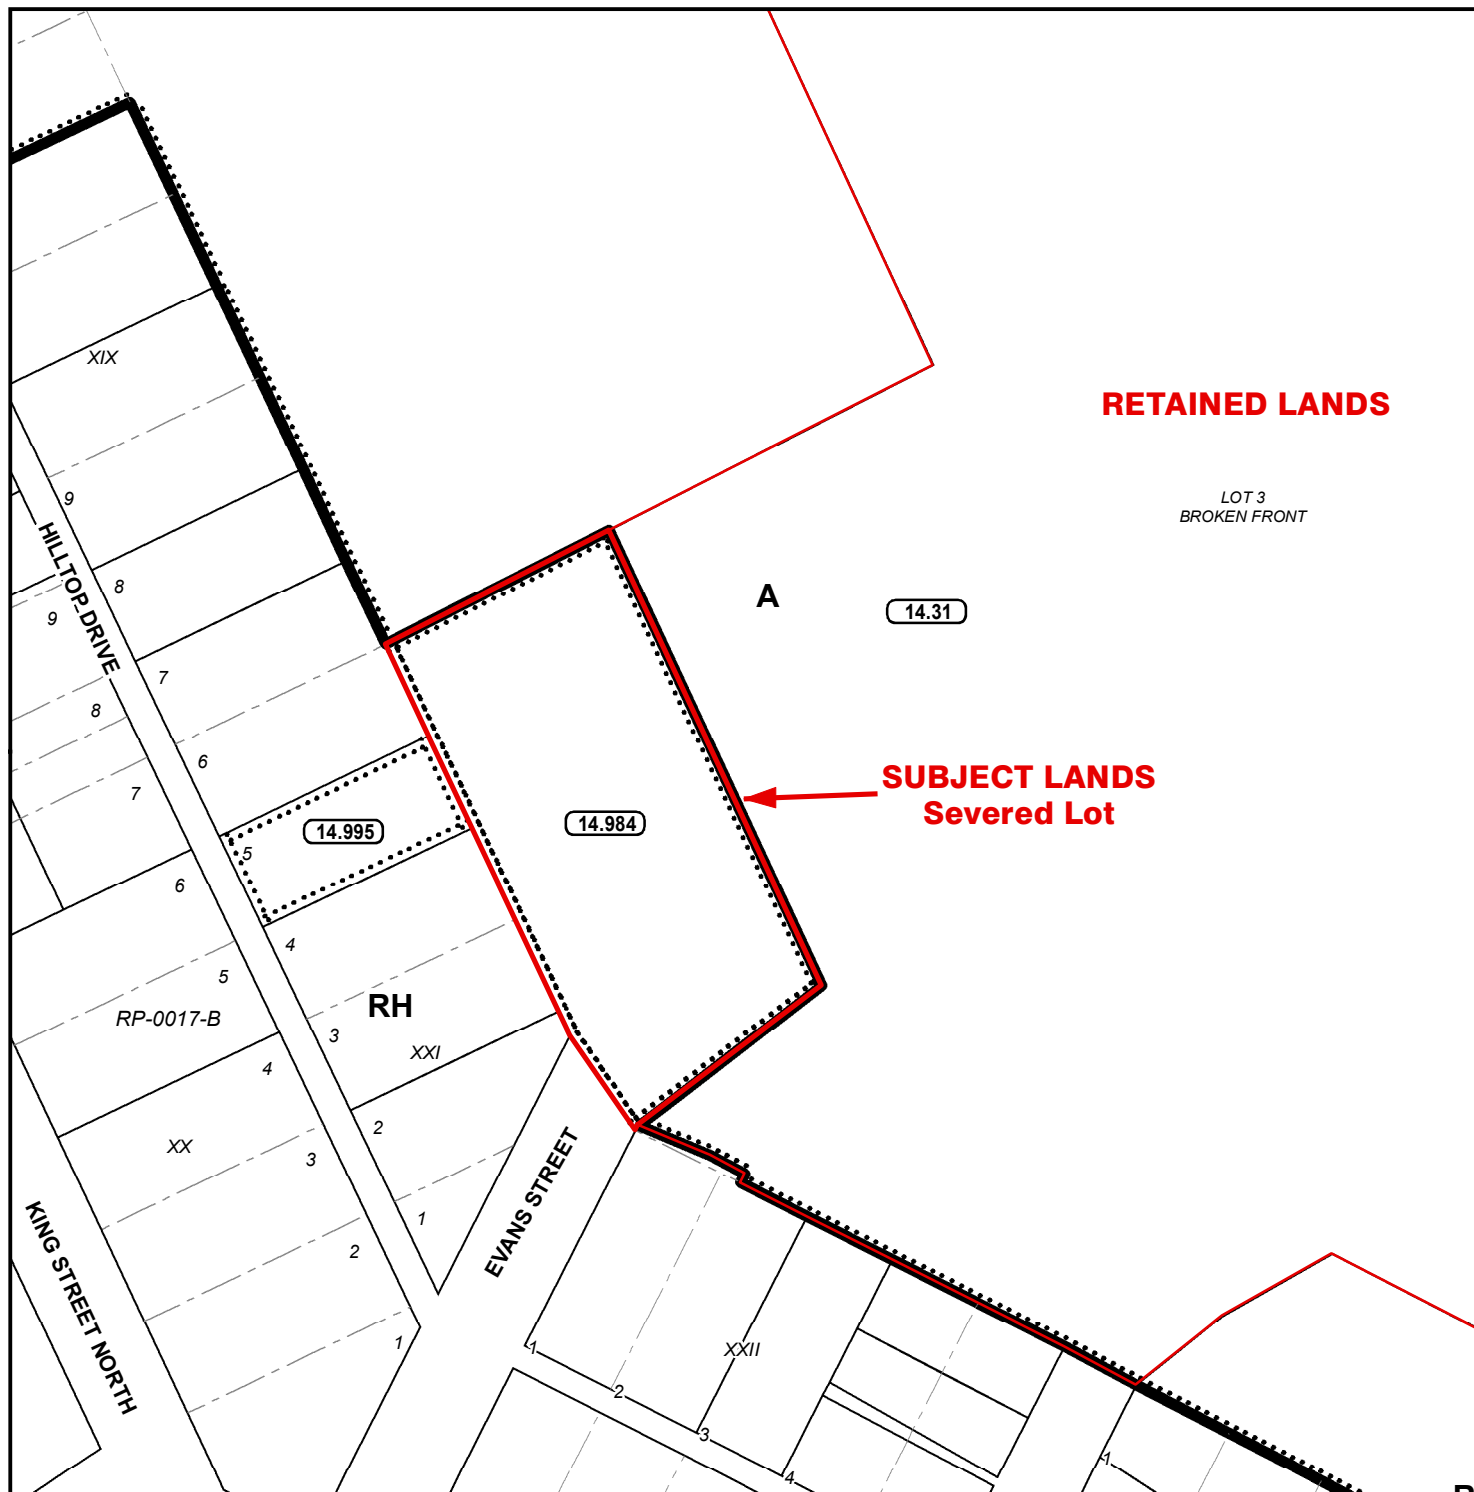 XIX
RETAINED LANDS
LOT 3
BROKEN FRONT
9
HILLTOP DRIVE
8
9
A
14.31
7
8
6
SUBJECT LANDS
Severed Lot
7
14.995
14.984
5
6
4
5
RH
RP-0017-B
3
XXI
4
2
XX
3
EVANS STREET
1
KING STREET NORTH
2
1
1
XXII
2
3
4
1